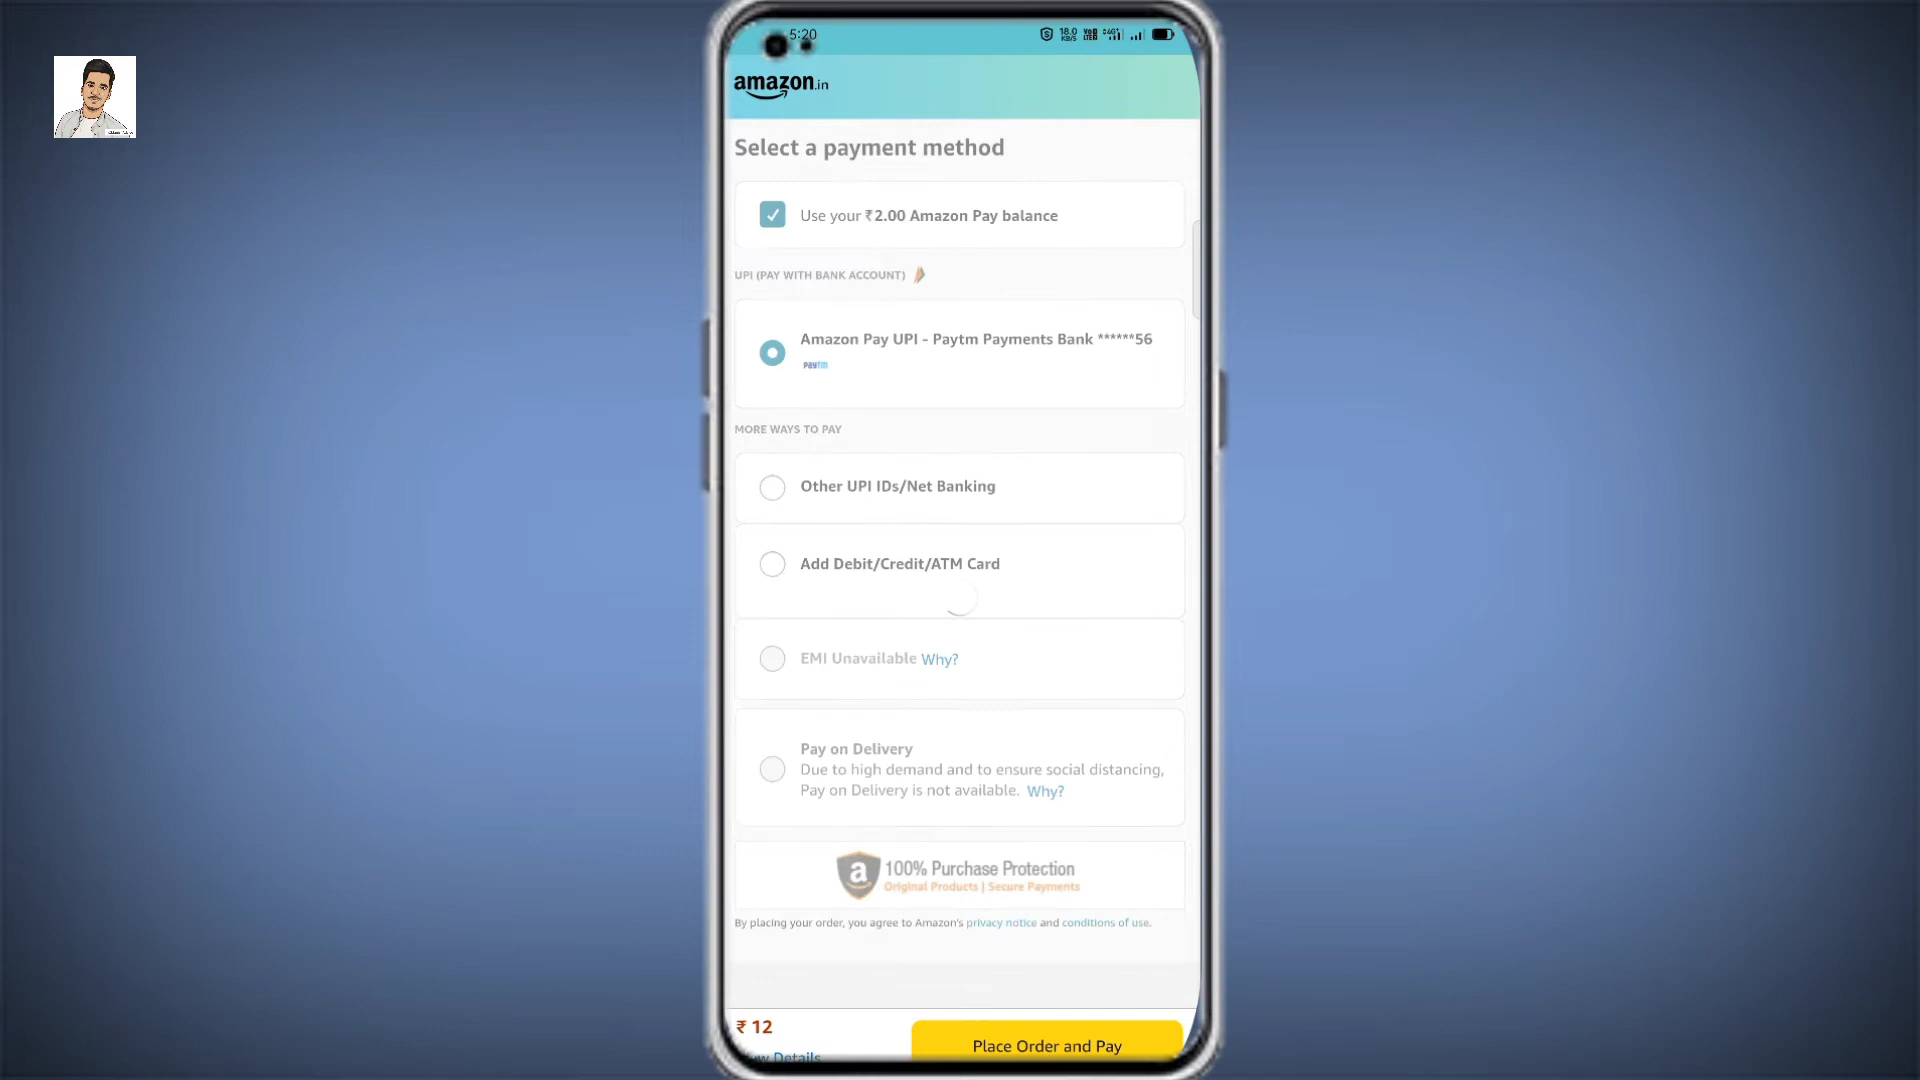 5:20
18.0
KB/S
amazon.in
Select a payment method
Use your ₹2.00 Amazon Pay balance
UPI (PAY WITH BANK ACCOUNT)
Amazon Pay UPI - Paytm Payments Bank ******56
paytm
MORE WAYS TO PAY
Other UPI IDs/Net Banking
Add Debit/Credit/ATM Card
EMI Unavailable Why?
Pay on Delivery
Due to high demand and to ensure social distancing,
Pay on Delivery is not available. Why?
a 100% Purchase Protection
Original Products | Secure Payments
By placing your order, you agree to Amazon's privacy notice and conditions of use.
₹ 12
Place Order and Pay
Details